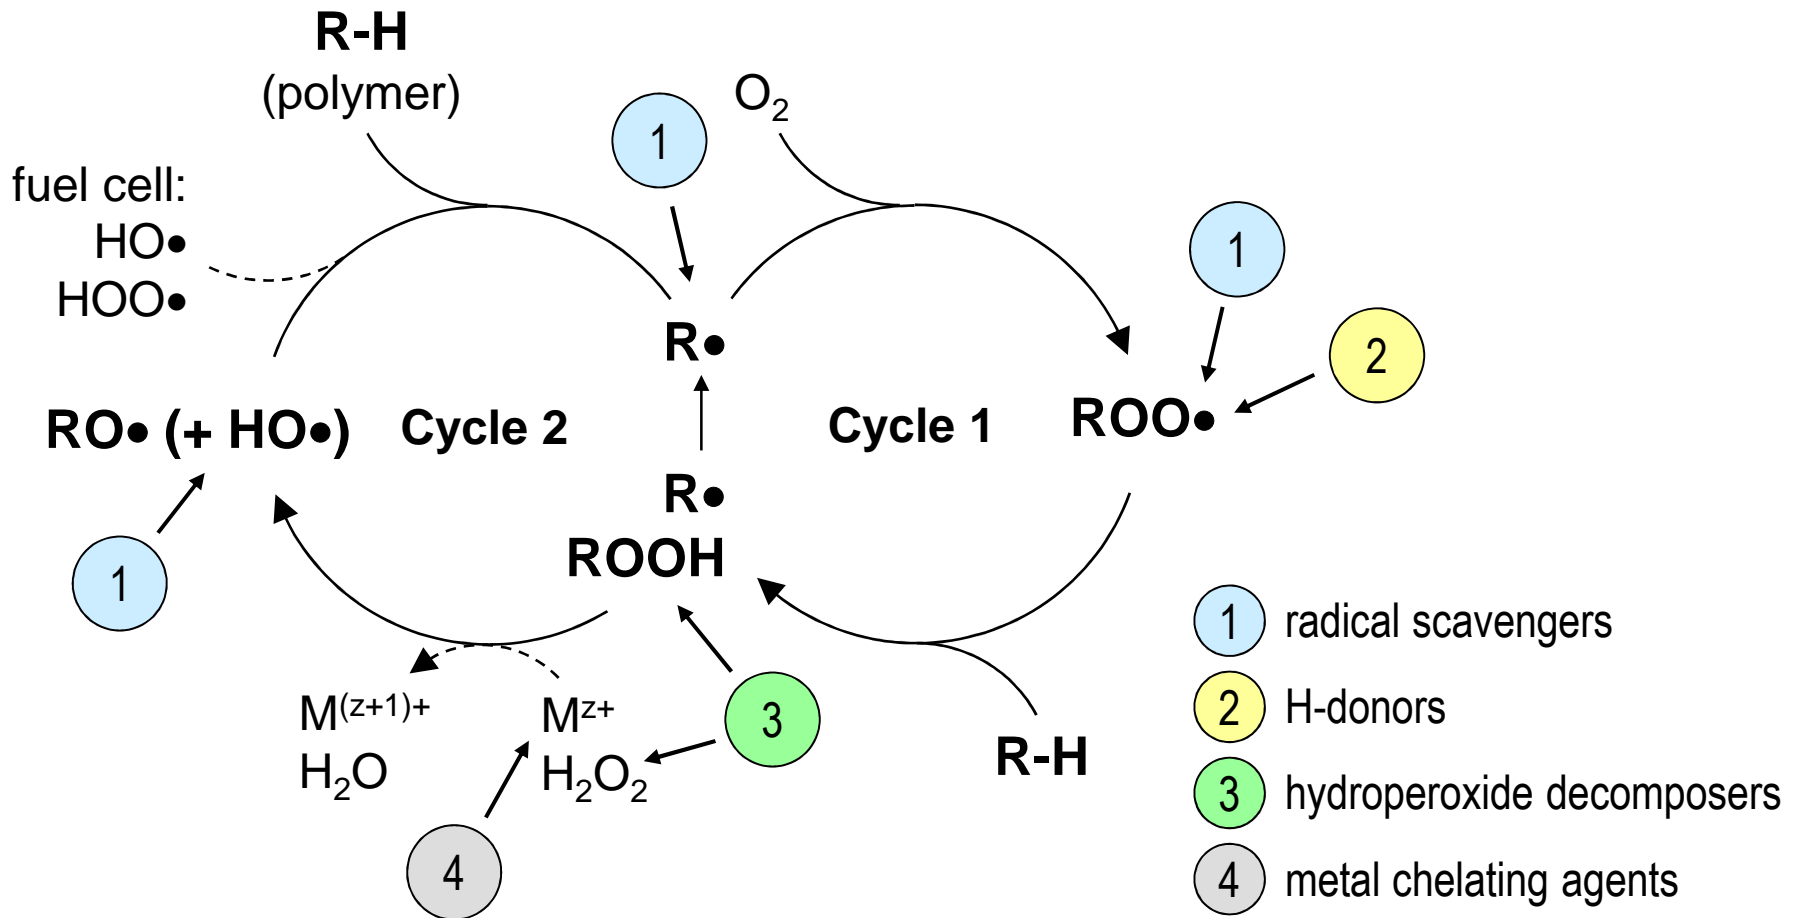 R-H
(polymer)
O₂
1
fuel cell:
HO•
HOO•
1
2
R•
RO• (+ HO•)
Cycle 2
Cycle 1
ROO•
R•
ROOH
1
M⁽ᶻ⁺¹⁾⁺
H₂O
Mᶻ⁺
H₂O₂
3
R-H
4
1 radical scavengers
2 H-donors
3 hydroperoxide decomposers
4 metal chelating agents